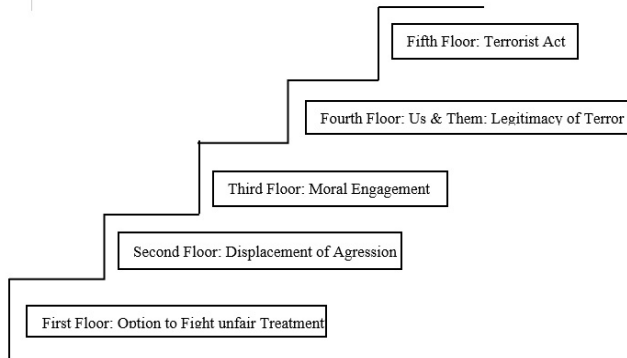 Fifth Floor: Terrorist Act
Fourth Floor: Us & Them: Legitimacy of Terror
Third Floor: Moral Engagement
Second Floor: Displacement of Agression
First Floor: Option to Fight unfair Treatment